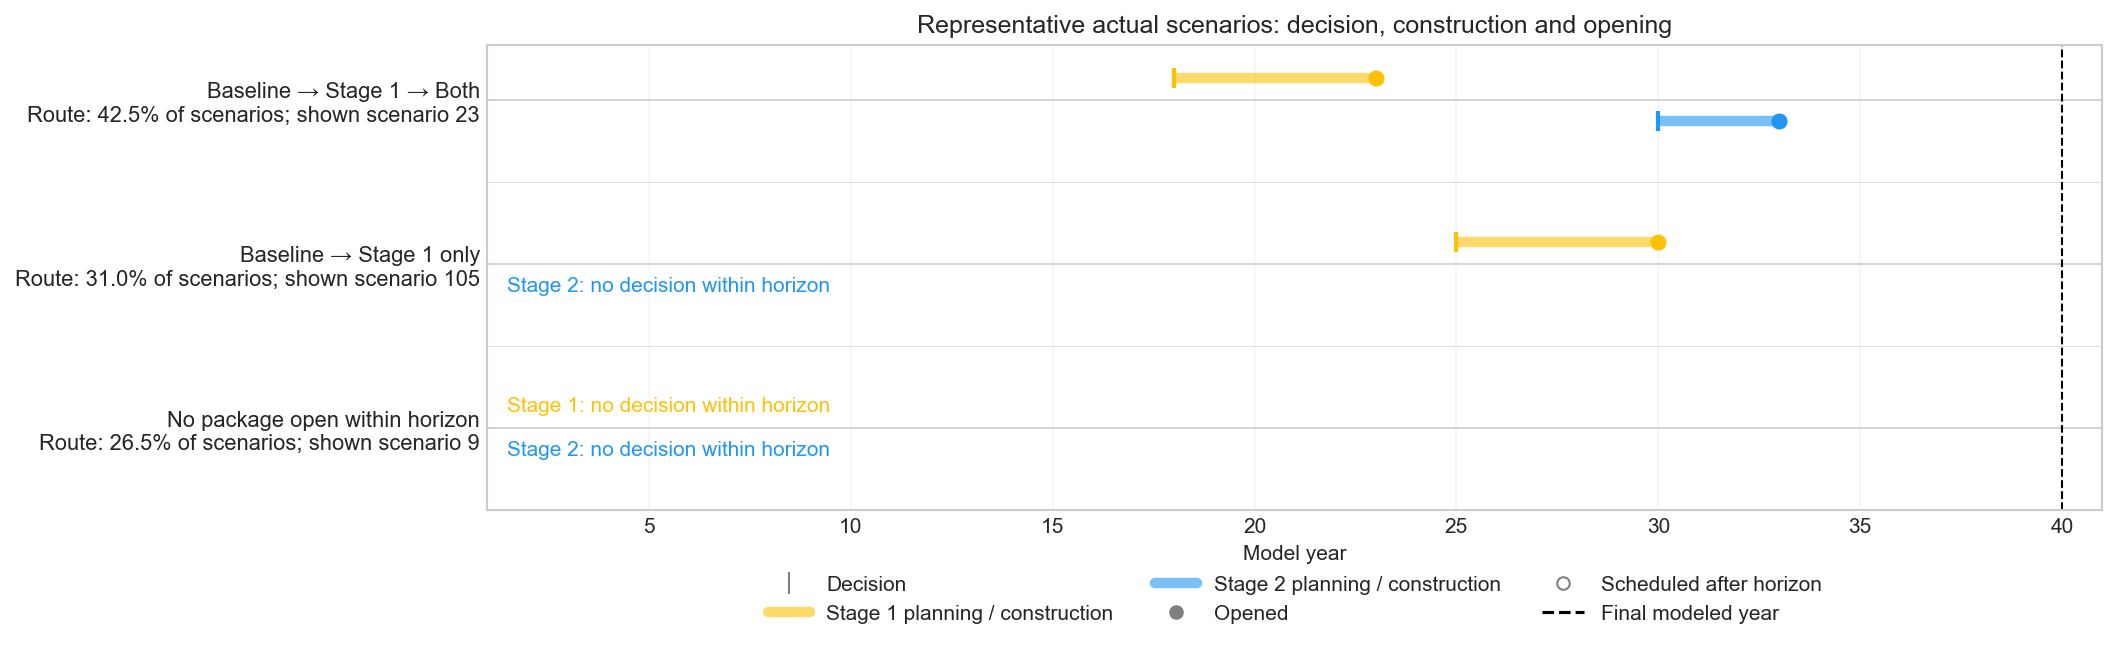 Representative actual scenarios: decision, construction and opening
Baseline → Stage 1 → Both
Route: 42.5% of scenarios; shown scenario 23
Baseline → Stage 1 only
Route: 31.0% of scenarios; shown scenario 105
Stage 2: no decision within horizon
Stage 1: no decision within horizon
No package open within horizon
Route: 26.5% of scenarios; shown scenario 9
Stage 2: no decision within horizon
5 10 15 20 25 30 35 40
Model year
Decision
Stage 1 planning / construction
Stage 2 planning / construction
Opened
Scheduled after horizon
Final modeled year